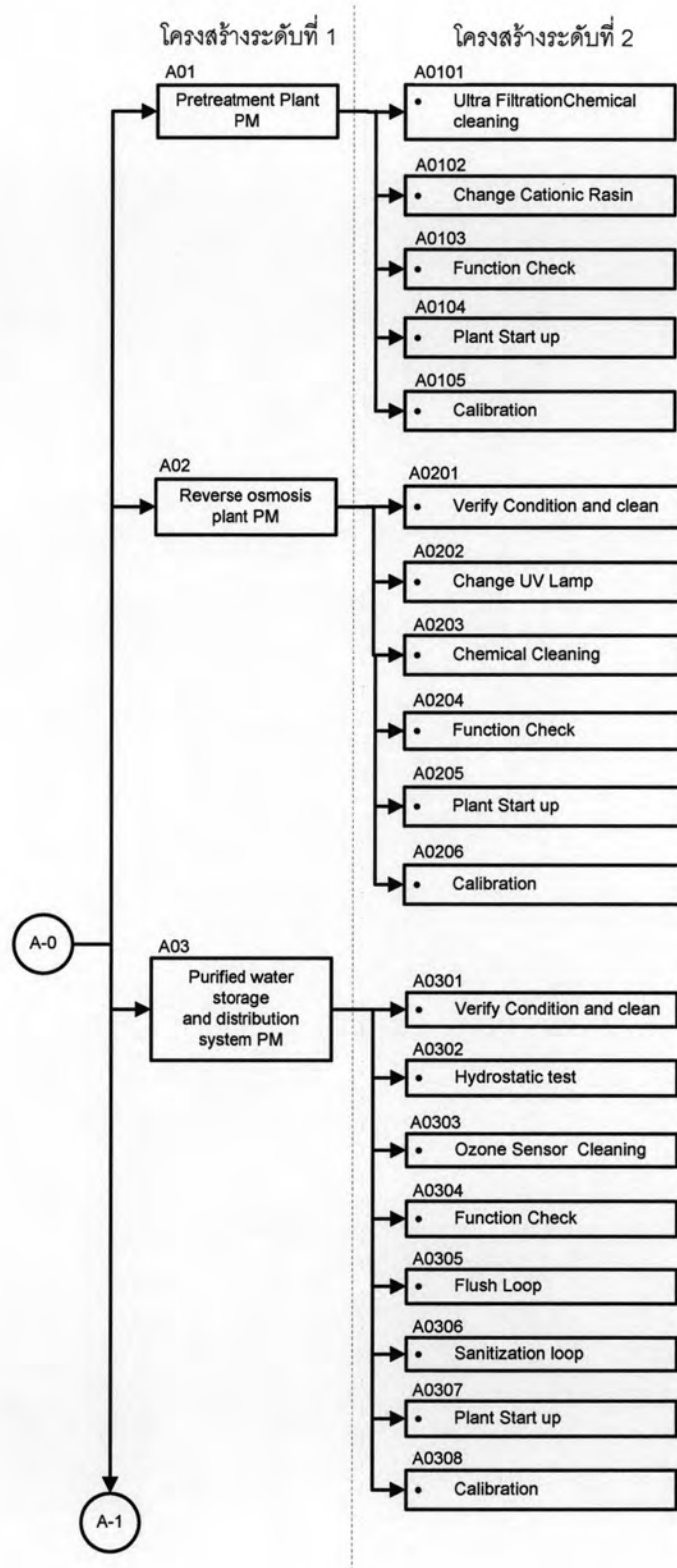 โครงสร้างระดับที่ 1
โครงสร้างระดับที่ 2
A01
Pretreatment Plant
PM
A0101
• Ultra FiltrationChemical
cleaning
A0102
• Change Cationic Rasin
A0103
• Function Check
A0104
• Plant Start up
A0105
• Calibration
A02
Reverse osmosis
plant PM
A0201
• Verify Condition and clean
A0202
• Change UV Lamp
A0203
• Chemical Cleaning
A0204
• Function Check
A0205
• Plant Start up
A0206
• Calibration
A-0
A03
Purified water
storage
and distribution
system PM
A0301
• Verify Condition and clean
A0302
• Hydrostatic test
A0303
• Ozone Sensor Cleaning
A0304
• Function Check
A0305
• Flush Loop
A0306
• Sanitization loop
A0307
• Plant Start up
A0308
• Calibration
A-1